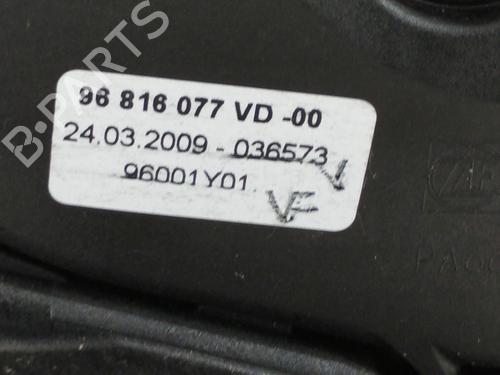 96 816 077 VD -00
24.03.2009 - 036573
96001Y01
VF
B-PARTS